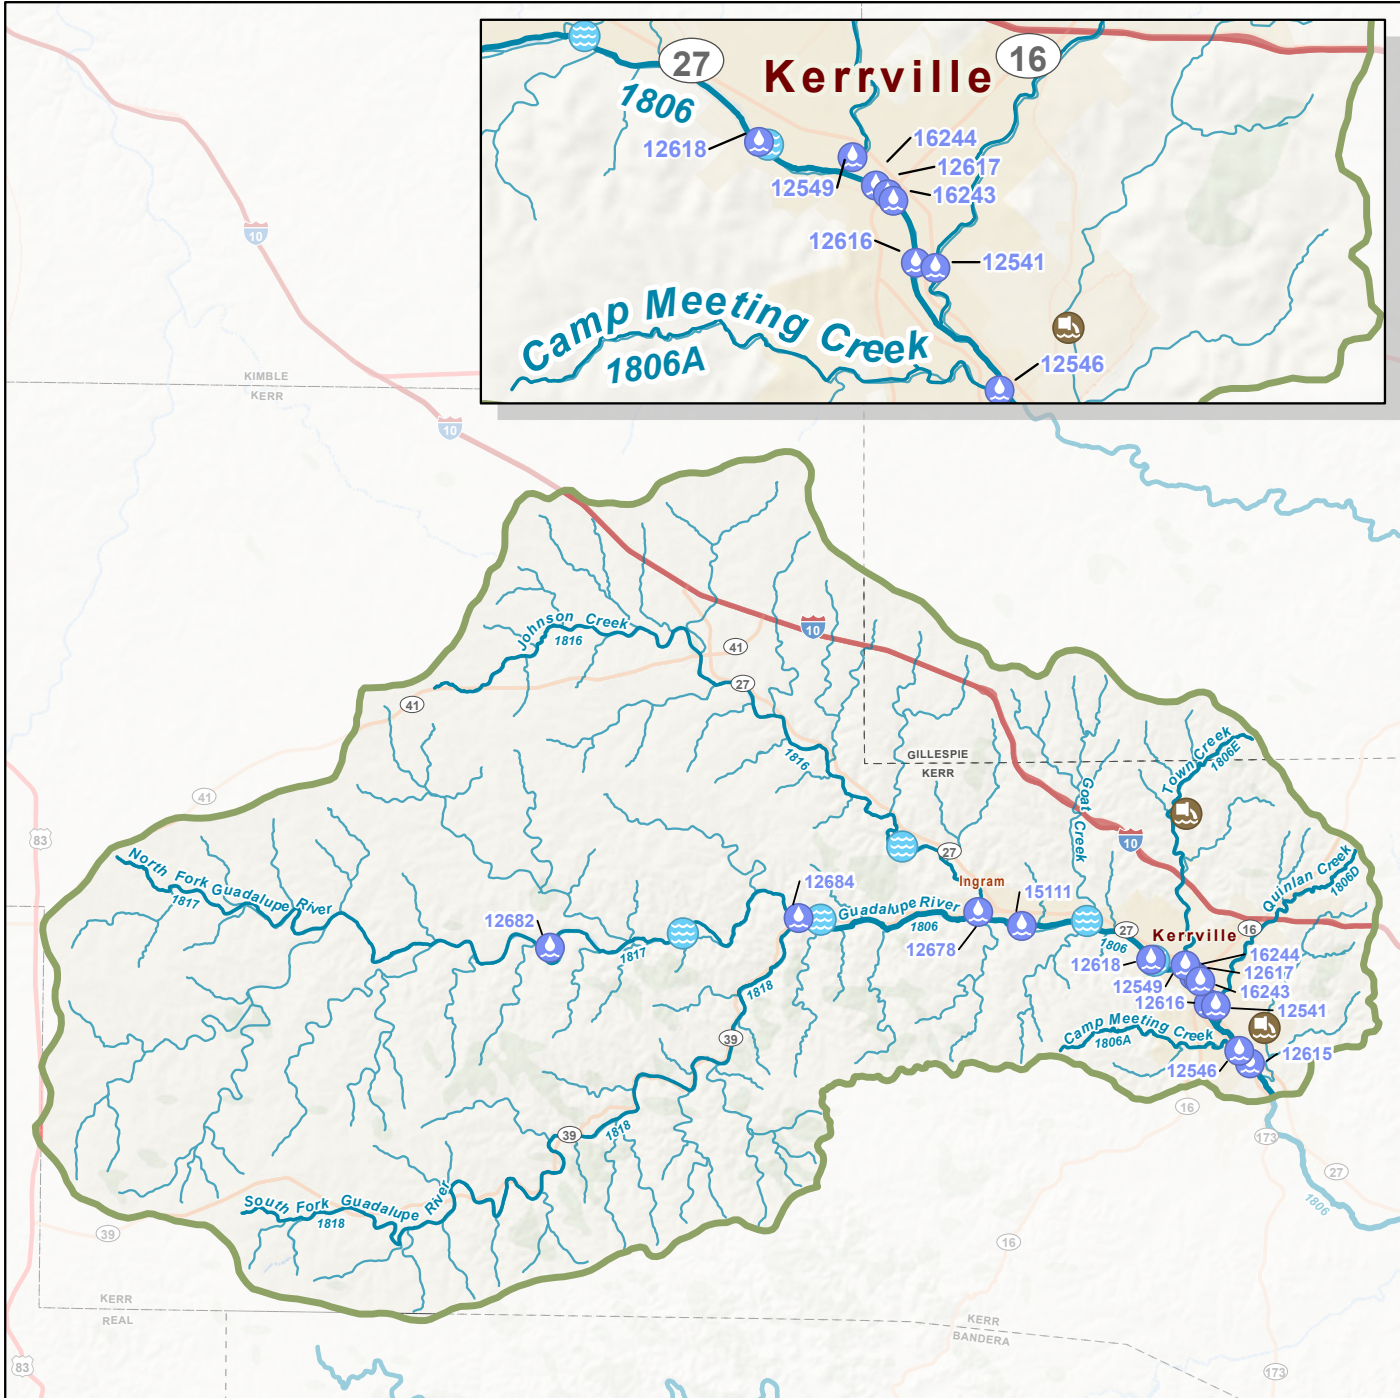 27
16
Kerrville
1806
16244
12618
12617
12549
16243
12616
12541
Camp Meeting Creek
1806A
12546
10
KIMBLE
KERR
10
Johnson Creek
1816
10
41
27
41
GILLESPIE
KERR
1816
Town Creek
1806E
41
Goat Creek
83
10
27
North Fork Guadalupe River
1817
Quinlan Creek
1806D
Ingram
12684
15111
Guadalupe River
1806
12682
12678
27
1806
Kerrville
16
1817
12618
16244
12617
12549
16243
12616
12541
1818
Camp Meeting Creek
1806A
39
12615
12546
16
39
1818
173
27
South Fork Guadalupe River
1818
1806
39
16
KERR
REAL
KERR
BANDERA
83
173